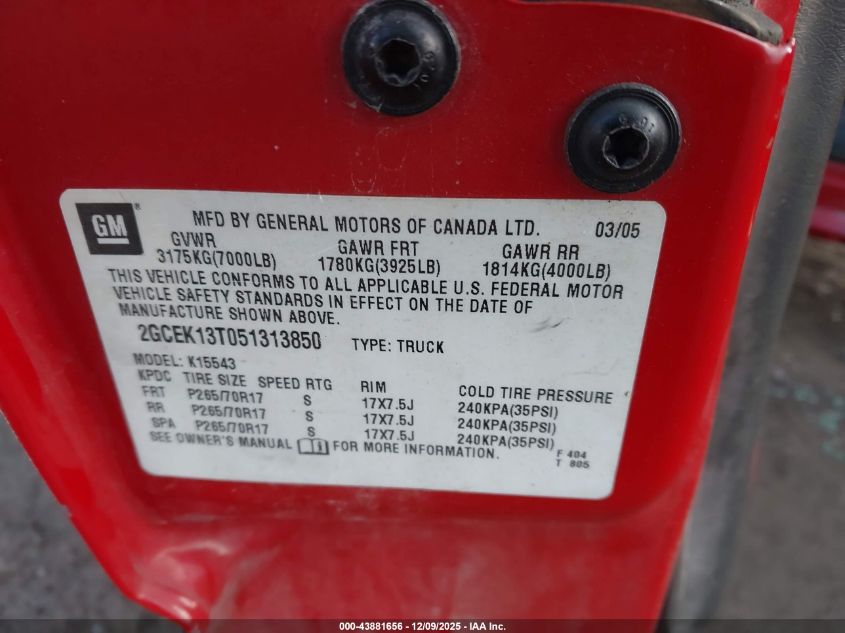 GM
MFD BY GENERAL MOTORS OF CANADA LTD. 03/05
GVWR GAWR FRT GAWR RR
3175KG(7000LB) 1780KG(3925LB) 1814KG(4000LB)
THIS VEHICLE CONFORMS TO ALL APPLICABLE U.S. FEDERAL MOTOR
VEHICLE SAFETY STANDARDS IN EFFECT ON THE DATE OF
MANUFACTURE SHOWN ABOVE.
2GCEK13T051313850 TYPE: TRUCK
MODEL: K15543
KPDC TIRE SIZE SPEED RTG RIM COLD TIRE PRESSURE
FRT P265/70R17 S 17X7.5J 240KPA(35PSI)
RR P265/70R17 S 17X7.5J 240KPA(35PSI)
SPA P265/70R17 S 17X7.5J 240KPA(35PSI)
SEE OWNER'S MANUAL FOR MORE INFORMATION.
F 404
T 805
000-43881656 - 12/09/2025 - IAA Inc.